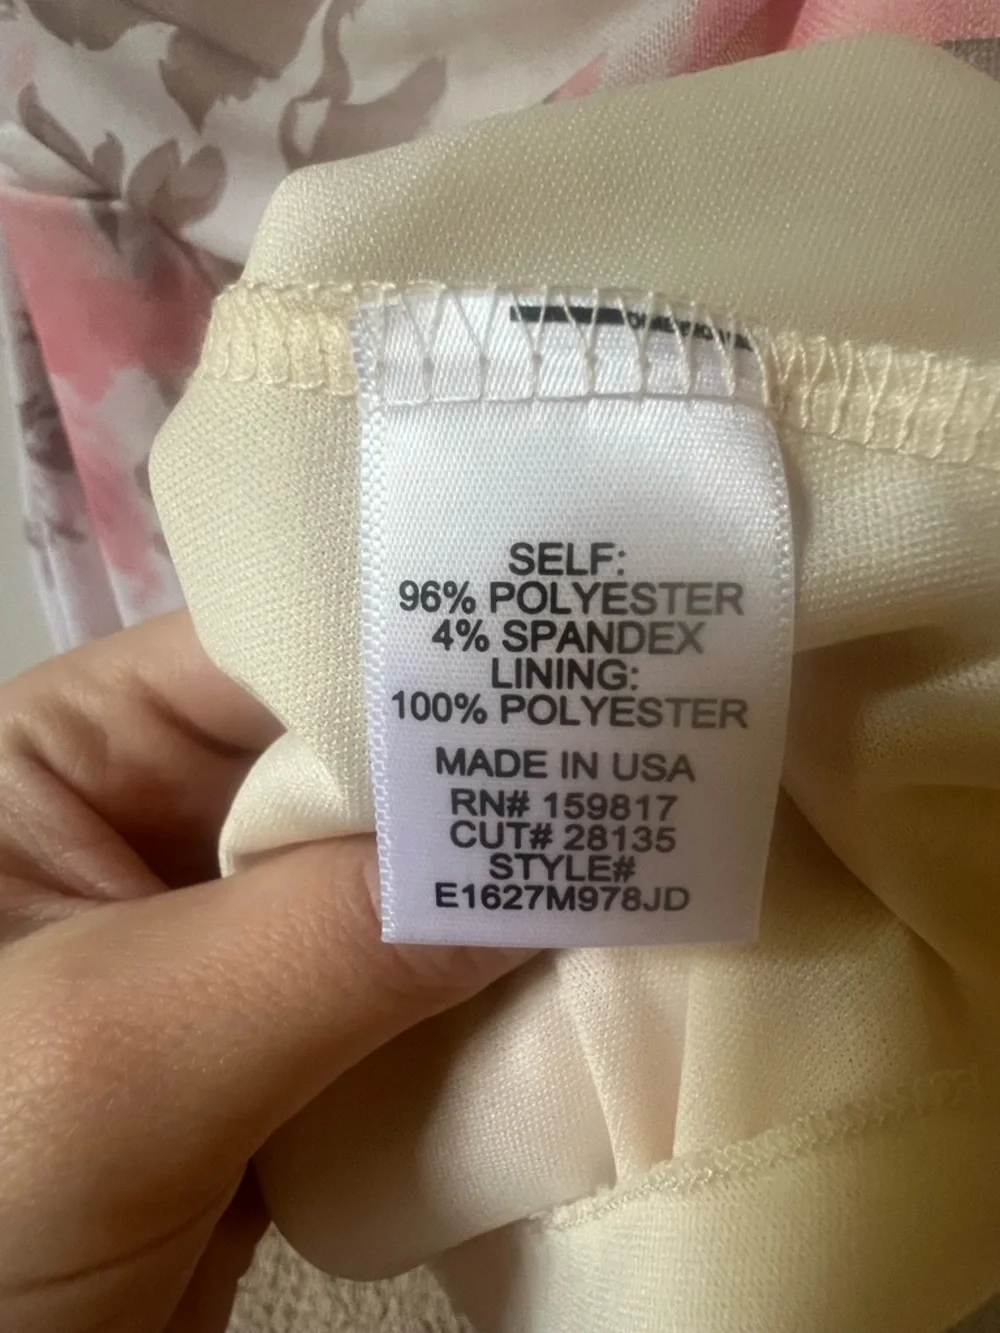 SELF:
96% POLYESTER
4% SPANDEX
LINING:
100% POLYESTER
MADE IN USA
RN# 159817
CUT# 28135
STYLE#
E1627M978JD